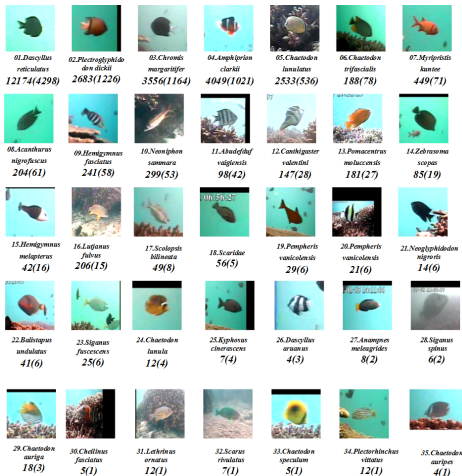 01.Dascyllus
reticulatus
12174(4298)
02.Plectroglyphido
don dickii
2683(1226)
03.Chromis
margaritifer
3556(1164)
04.Amphiprion
clarkii
4049(1021)
05.Chaetodon
lunulatus
2533(536)
06.Chaetodon
trifascialis
188(78)
07.Myripristis
kuntee
449(71)
08.Acanthurus
nigrofuscus
204(61)
09.Hemigymnus
fasciatus
241(58)
10.Neoniphon
sammara
299(53)
11.Abudefduf
vaigiensis
98(42)
12.Canthigaster
valentini
147(28)
13.Pomacentrus
moluccensis
181(27)
14.Zebrasoma
scopas
85(19)
15.Hemigymnus
melapterus
42(16)
16.Lutjanus
fulvus
206(15)
17.Scolopsis
bilineata
49(8)
18.Scaridae
56(5)
19.Pempheris
vanicolensis
29(6)
20.Pempheris
vanicolensis
21(6)
21.Neoglyphidodon
nigroris
14(6)
22.Balistapus
undulatus
41(6)
23.Siganus
fuscescens
25(6)
24.Chaetodon
lunula
12(4)
25.Kyphosus
cinerascens
7(4)
26.Dascyllus
aruanus
4(3)
27.Anampses
meleagrides
8(2)
28.Siganus
spinus
6(2)
29.Chaetodon
auriga
18(3)
30.Cheilinus
fasciatus
5(1)
31.Lethrinus
ornatus
12(1)
32.Scarus
rivulatus
7(1)
33.Chaetodon
speculum
5(1)
34.Plectorhinchus
vittatus
12(1)
35.Chaetodon
auripes
4(1)